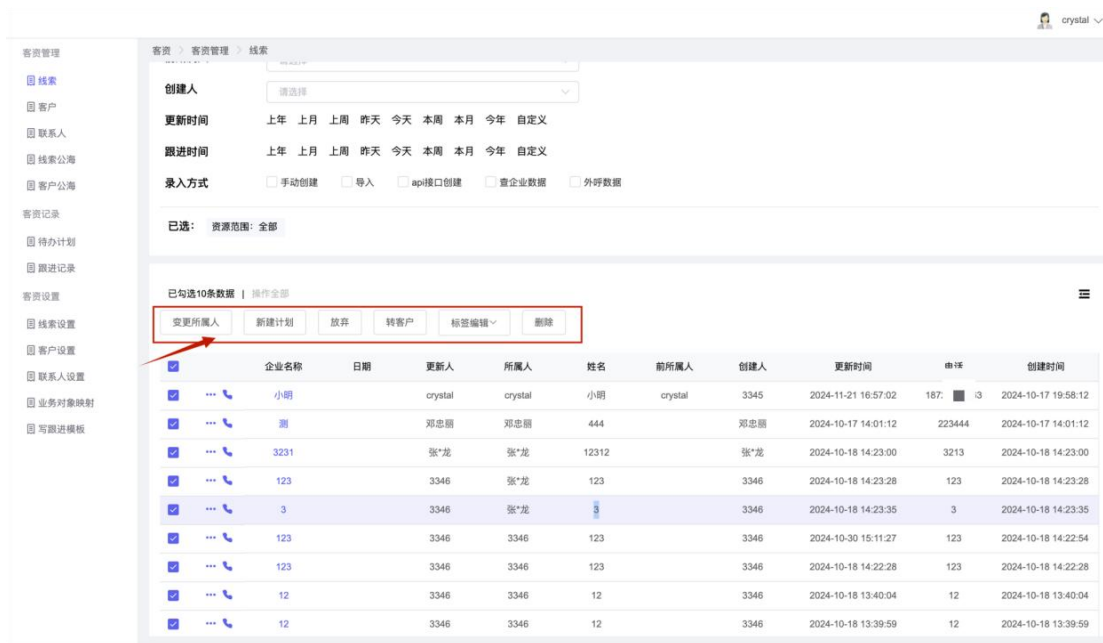 crystal
客资管理
线索
客户
联系人
线索公海
客户公海
客资记录
待办计划
跟进记录
客资设置
线索设置
客户设置
联系人设置
业务对象映射
写跟进模板
客资 客资管理 线索
创建人 请选择
更新时间 上年 上月 上周 昨天 今天 本周 本月 今年 自定义
跟进时间 上年 上月 上周 昨天 今天 本周 本月 今年 自定义
录入方式 手动创建 导入 api接口创建 查企业数据 外呼数据
已选： 资源范围：全部
已勾选10条数据 | 操作全部
变更所属人 新建计划 放弃 转客户 标签编辑 删除
企业名称 日期 更新人 所属人 姓名 前所属人 创建人 更新时间 电话 创建时间
小明 crystal crystal 小明 crystal 3345 2024-11-21 16:57:02 187 2024-10-17 19:58:12
测 邓忠丽 邓忠丽 444 邓忠丽 2024-10-17 14:01:12 223444 2024-10-17 14:01:12
3231 张*龙 张*龙 12312 张*龙 2024-10-18 14:23:00 3213 2024-10-18 14:23:00
123 3346 张*龙 123 3346 2024-10-18 14:23:28 123 2024-10-18 14:23:28
3 3346 张*龙 3 3346 2024-10-18 14:23:35 3 2024-10-18 14:23:35
123 3346 3346 123 3346 2024-10-30 15:11:27 123 2024-10-18 14:22:54
123 3346 3346 123 3346 2024-10-18 14:22:28 123 2024-10-18 14:22:28
12 3346 3346 12 3346 2024-10-18 13:40:04 12 2024-10-18 13:40:04
12 3346 3346 12 3346 2024-10-18 13:39:59 12 2024-10-18 13:39:59